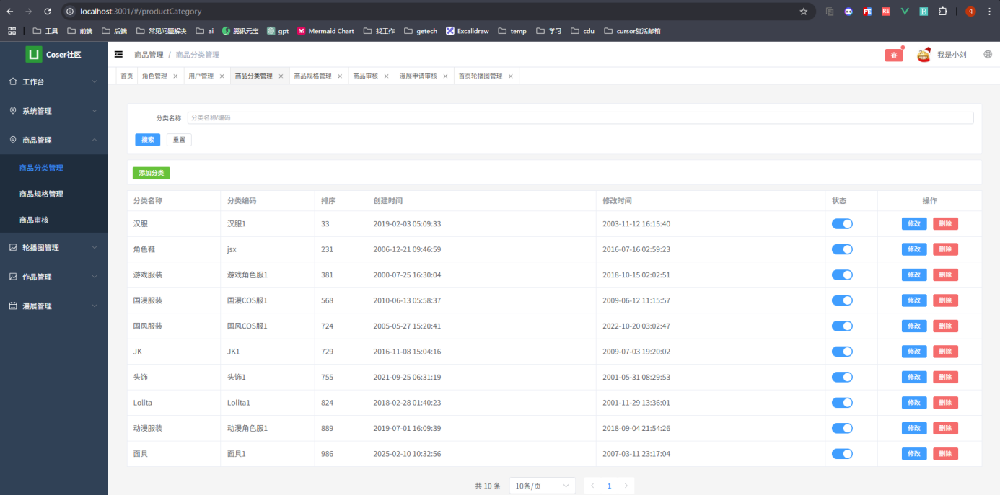 localhost:3001/#/productCategory
工具 前端 后端 常见问题解决 ai 腾讯元宝 gpt Mermaid Chart 找工作 getech Excalidraw temp 学习 cdu cursor复活邮箱
Coser社区
商品管理 / 商品分类管理
我是小刘
首页 角色管理 用户管理 商品分类管理 商品规格管理 商品审核 漫展申请审核 首页轮播图管理
工作台
系统管理
商品管理
商品分类管理
商品规格管理
商品审核
轮播图管理
作品管理
漫展管理
分类名称 分类名称/编码
搜索 重置
添加分类
分类名称 分类编码 排序 创建时间 修改时间 状态 操作
汉服 汉服1 33 2019-02-03 05:09:33 2003-11-12 16:15:40 修改 删除
角色鞋 jsx 231 2006-12-21 09:46:59 2016-07-16 02:59:23 修改 删除
游戏服装 游戏角色服1 381 2000-07-25 16:30:04 2018-10-15 02:02:51 修改 删除
国漫服装 国漫COS服1 568 2010-06-13 05:58:37 2009-06-12 11:15:57 修改 删除
国风服装 国风COS服1 724 2005-05-27 15:20:41 2022-10-20 03:02:47 修改 删除
JK JK1 729 2016-11-08 15:04:16 2009-07-03 19:20:02 修改 删除
头饰 头饰1 755 2021-09-25 06:31:19 2001-05-31 08:29:53 修改 删除
Lolita Lolita1 824 2018-02-28 01:40:23 2001-11-29 13:36:01 修改 删除
动漫服装 动漫角色服1 889 2019-07-01 16:09:39 2018-09-04 21:54:26 修改 删除
面具 面具1 986 2025-02-10 10:32:56 2007-03-11 23:17:04 修改 删除
共 10 条 10条/页 1